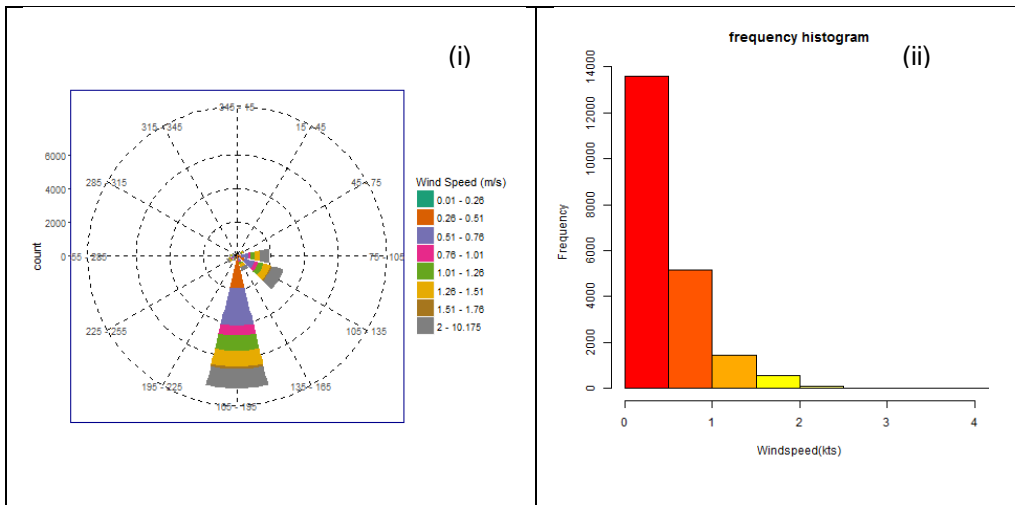 (i)
345 - 15
315 - 345
15 - 45
6000
285 - 315
45 - 75
4000
2000
0
count
75 - 105
225 - 255
105 - 135
195 - 225
135 - 165
165 - 195
Wind Speed (m/s)
0.01 - 0.26
0.26 - 0.51
0.51 - 0.76
0.76 - 1.01
1.01 - 1.26
1.26 - 1.51
1.51 - 1.76
2 - 10.175
frequency histogram
(ii)
Frequency
14000
12000
10000
8000
6000
4000
2000
0
0 1 2 3 4
Windspeed(kts)